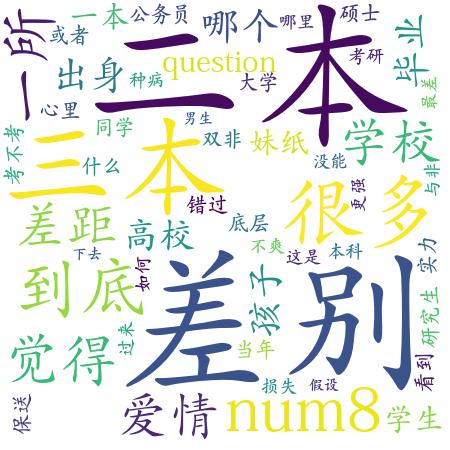 一所
或者
一本
公务员
哪个
哪里
硕士
毕业
出身
种病
question
大学
考研
最差
二本
心里
考不考
同学
男生
双非
妹纸
没能
学校
与非
三本
什么
错过
很多
更强
差距
高校
底层
不爽
这是
本科
实力
下去
到底
如何
孩子
差别
研究生
觉得
过来
当年
看到
保送
爱情
损失
假设
num8
学生